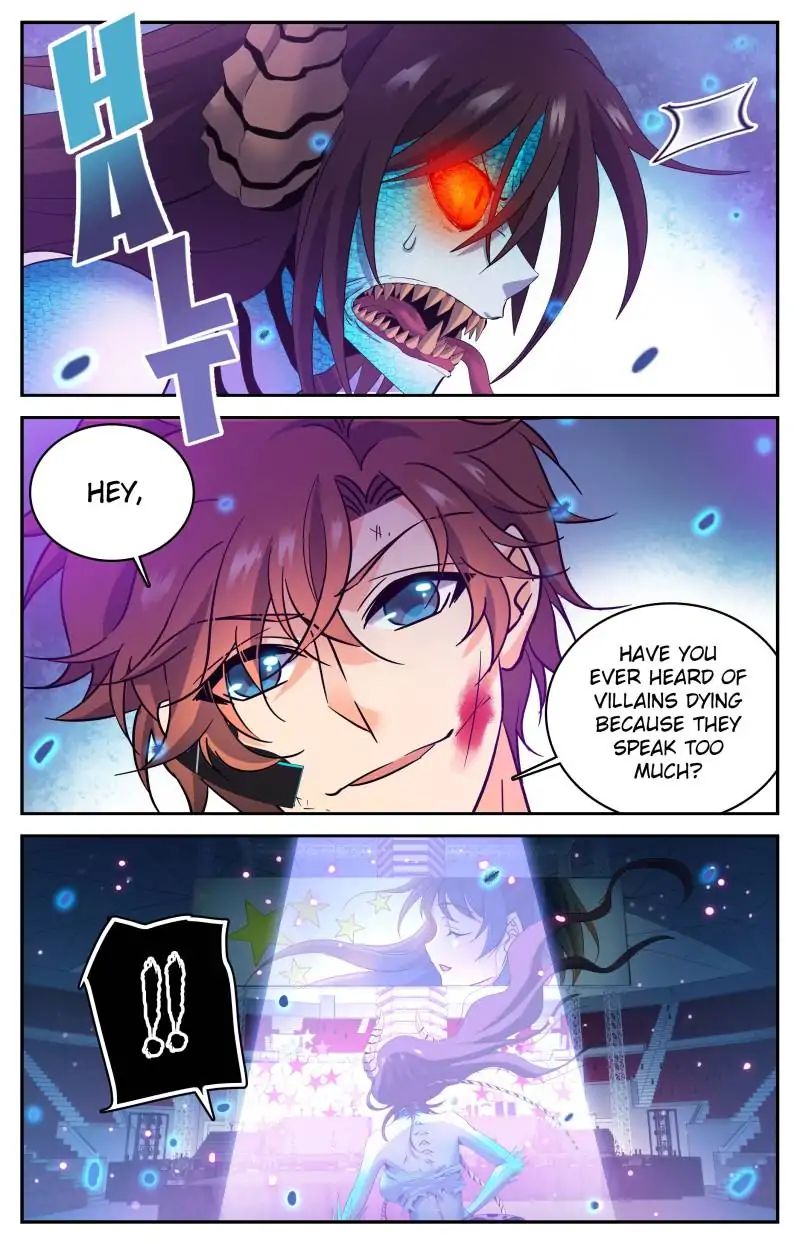 HALT
HEY,
HAVE YOU
EVER HEARD OF
VILLAINS DYING
BECAUSE THEY
SPEAK TOO
MUCH?
!!